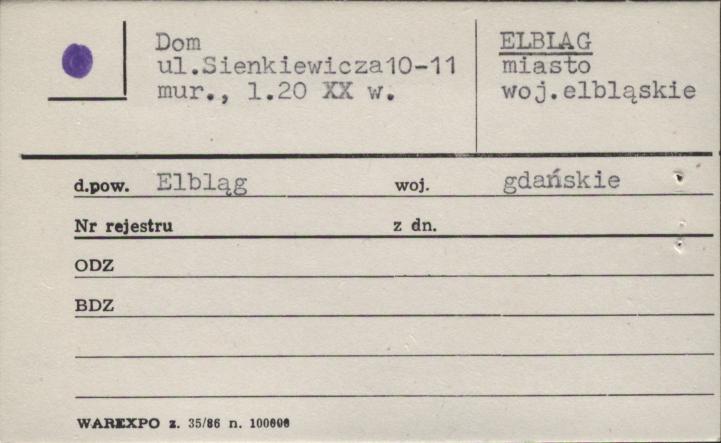 Dom
ul.Sienkiewicza10-11
mur., l.20 XX w.
ELBLĄG
miasto
woj.elbląskie
d.pow. Elbląg woj. gdańskie
Nr rejestru z dn.
ODZ
BDZ
WAREXPO z. 35/86 n. 100000